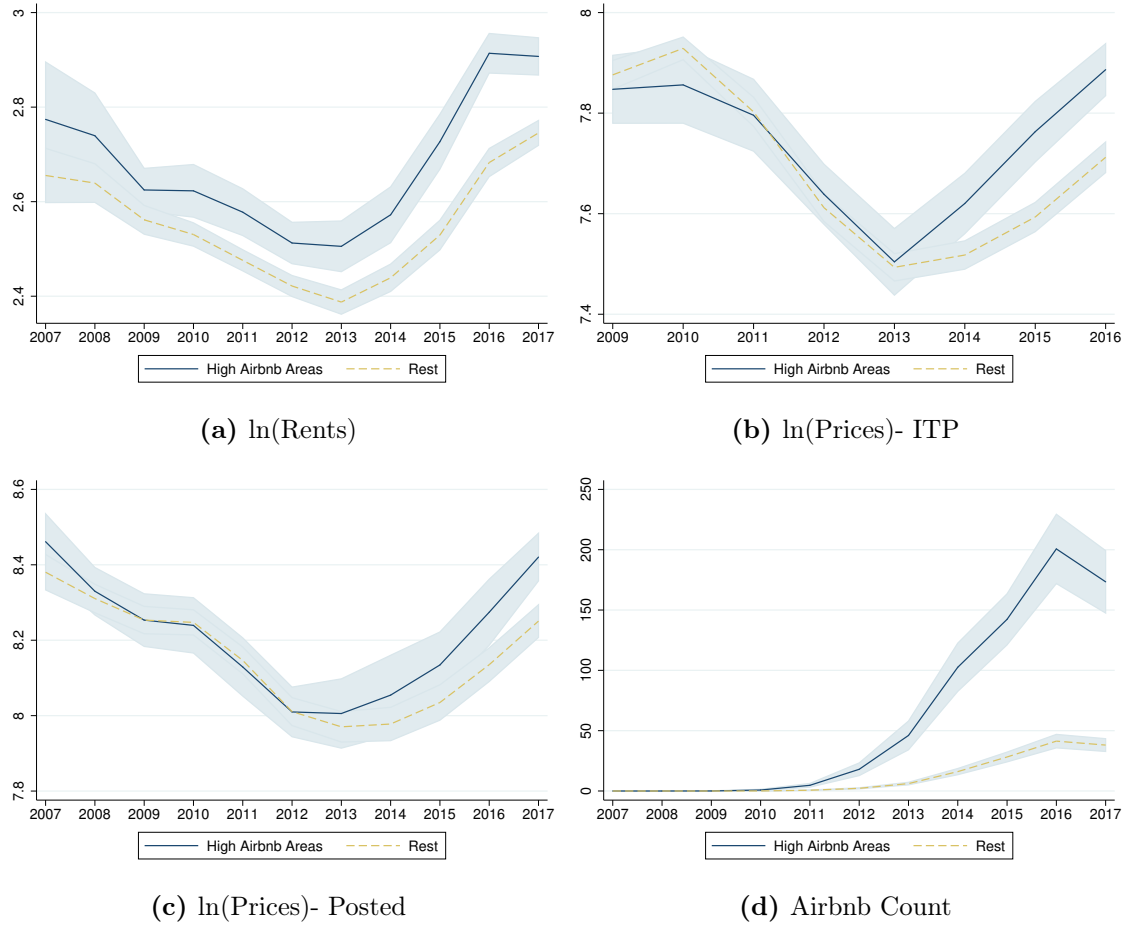 3
2.8
2.6
2.4
2007 2008 2009 2010 2011 2012 2013 2014 2015 2016 2017
High Airbnb Areas Rest
(a) ln(Rents)
8
7.8
7.6
7.4
2009 2010 2011 2012 2013 2014 2015 2016
High Airbnb Areas Rest
(b) ln(Prices)- ITP
8.6
8.4
8.2
8
7.8
2007 2008 2009 2010 2011 2012 2013 2014 2015 2016 2017
High Airbnb Areas Rest
(c) ln(Prices)- Posted
250
200
150
100
50
0
2007 2008 2009 2010 2011 2012 2013 2014 2015 2016 2017
High Airbnb Areas Rest
(d) Airbnb Count